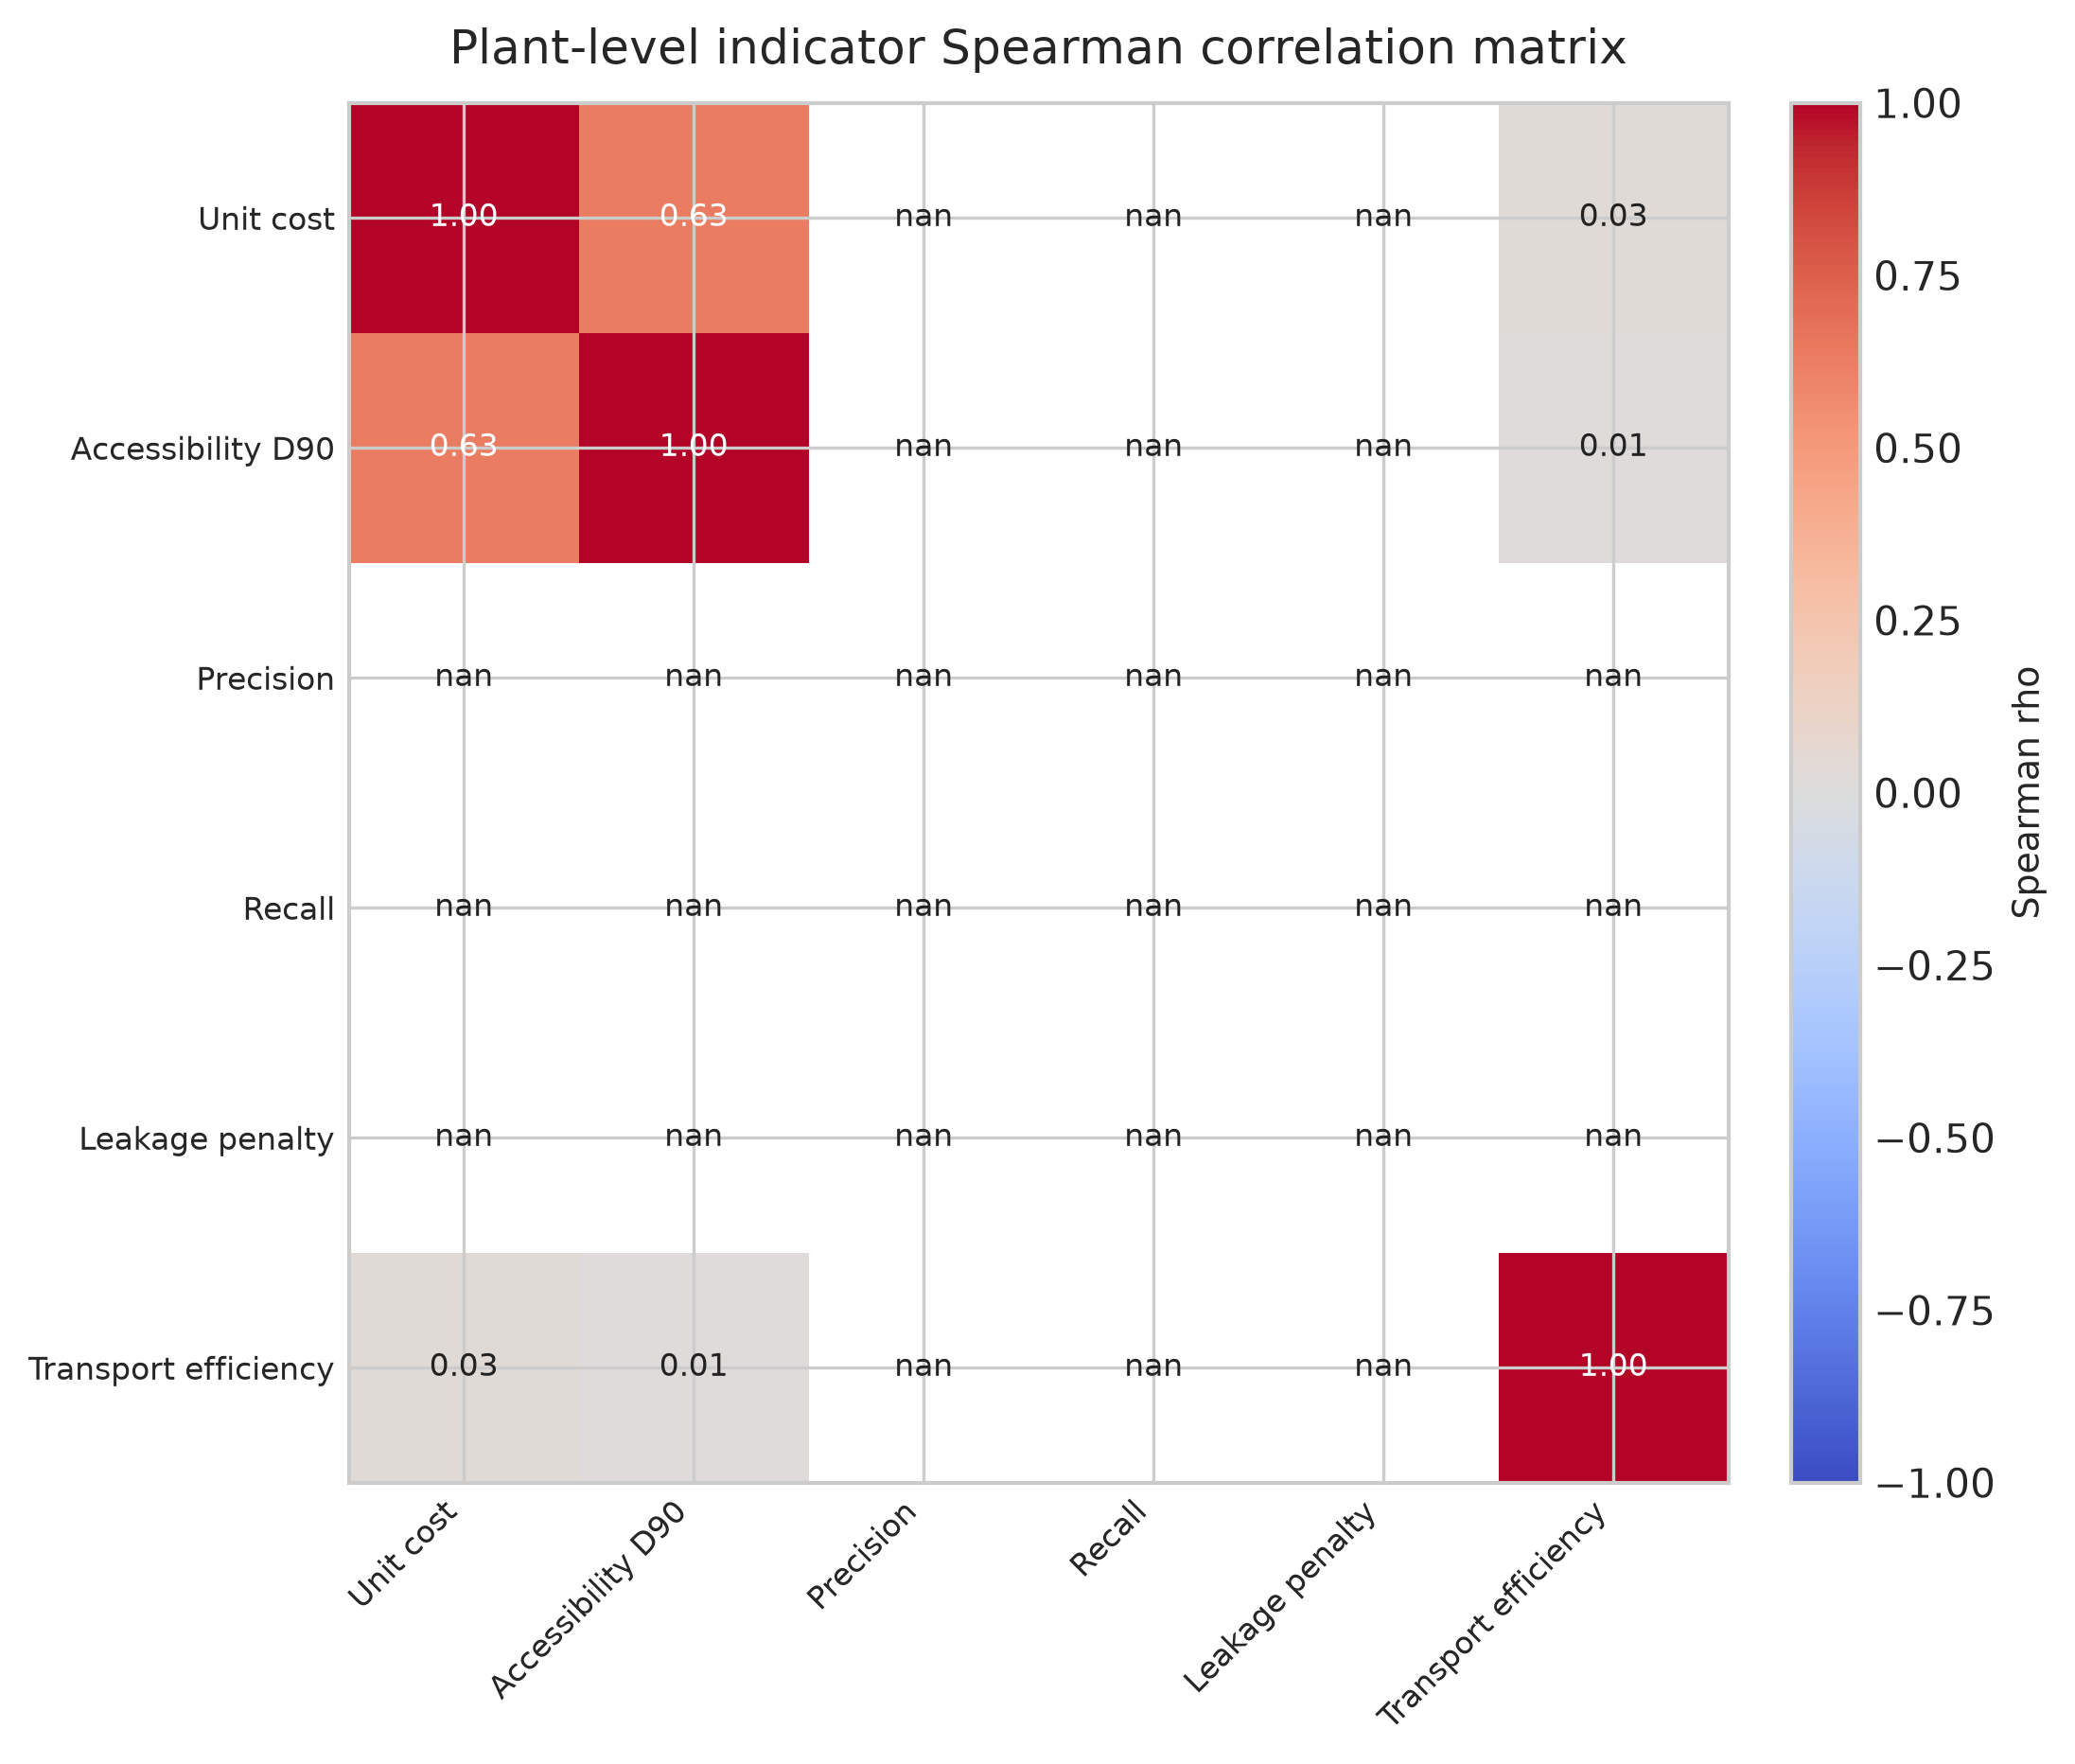 Plant-level indicator Spearman correlation matrix
Unit cost 1.00 0.63 nan nan nan 0.03
Accessibility D90 0.63 1.00 nan nan nan 0.01
Precision nan nan nan nan nan nan
Recall nan nan nan nan nan nan
Leakage penalty nan nan nan nan nan nan
Transport efficiency 0.03 0.01 nan nan nan 1.00
Unit cost
Accessibility D90
Precision
Recall
Leakage penalty
Transport efficiency
1.00
0.75
0.50
0.25
0.00
−0.25
−0.50
−0.75
−1.00
Spearman rho